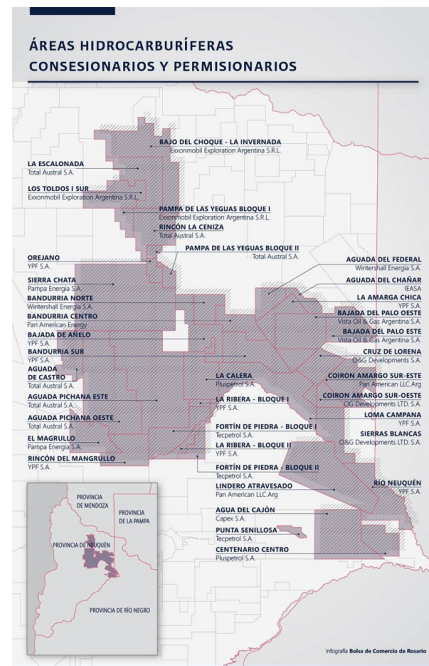 ÁREAS HIDROCARBURÍFERAS
CONSESIONARIOS Y PERMISIONARIOS
BAJO DEL CHOQUE - LA INVERNADA
Exxonmobil Exploration Argentina S.R.L.
LA ESCALONADA
Total Austral S.A.
LOS TOLDOS I SUR
Exxonmobil Exploration Argentina S.R.L.
PAMPA DE LAS YEGUAS BLOQUE I
Exxonmobil Exploration Argentina S.R.L.
RINCÓN LA CENIZA
Total Austral S.A.
PAMPA DE LAS YEGUAS BLOQUE II
Total Austral S.A.
OREJANO
YPF S.A.
SIERRA CHATA
Pampa Energía S.A.
BANDURRIA NORTE
Wintershall Energía S.A.
BANDURRIA CENTRO
Pan American Energy
BAJADA DE AÑELO
YPF S.A.
BANDURRIA SUR
YPF S.A.
AGUADA
DE CASTRO
Total Austral S.A.
AGUADA PICHANA ESTE
Total Austral S.A.
AGUADA PICHANA OESTE
Total Austral S.A.
EL MAGRULLO
Pampa Energía S.A.
RINCÓN DEL MANGRULLO
YPF S.A.
AGUADA DEL FEDERAL
Wintershall Energía S.A.
AGUADA DEL CHAÑAR
IEASA
LA AMARGA CHICA
YPF S.A.
BAJADA DEL PALO OESTE
Vista Oil & Gas Argentina S.A.
BAJADA DEL PALO ESTE
Vista Oil & Gas Argentina S.A.
CRUZ DE LORENA
O&G Developments S.A.
COIRON AMARGO SUR-ESTE
Pan American LLC.Arg
COIRON AMARGO SUR-OESTE
OG Developments LTD. S.A.
LOMA CAMPANA
YPF S.A.
SIERRAS BLANCAS
O&G Developments LTD. S.A.
RÍO NEUQUÉN
YPF S.A.
LA CALERA
Pluspetrol S.A.
LA RIBERA - BLOQUE I
YPF S.A.
FORTÍN DE PIEDRA - BLOQUE I
Tecpetrol S.A.
LA RIBERA - BLOQUE II
YPF S.A.
FORTÍN DE PIEDRA - BLOQUE II
Tecpetrol S.A.
LINDERO ATRAVESADO
Pan American LLC.Arg
AGUA DEL CAJÓN
Capex S.A.
PUNTA SENILLOSA
Tecpetrol S.A.
CENTENARIO CENTRO
Pluspetrol S.A.
PROVINCIA
DE MENDOZA
PROVINCIA
DE LA PAMPA
PROVINCIA DE NEUQUÉN
PROVINCIA DE RÍO NEGRO
Infografía Bolsa de Comercio de Rosario